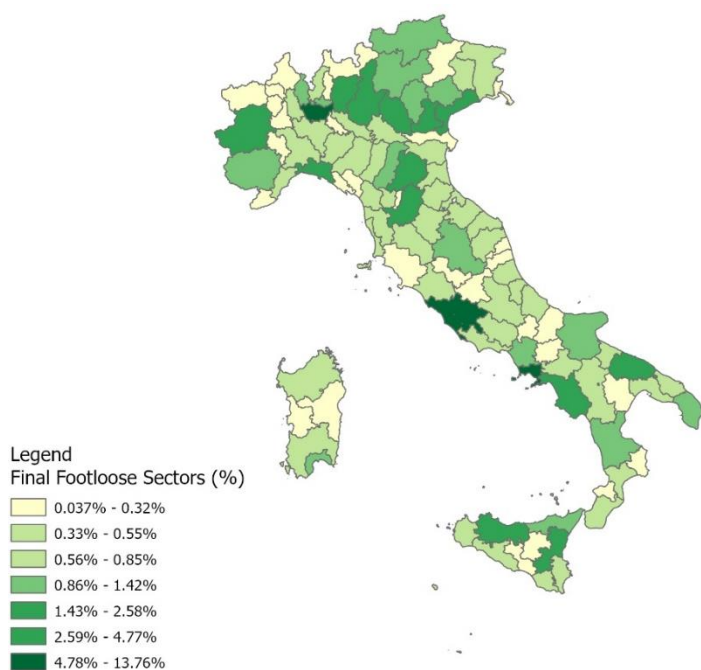 Legend
Final Footloose Sectors (%)
0.037% - 0.32%
0.33% - 0.55%
0.56% - 0.85%
0.86% - 1.42%
1.43% - 2.58%
2.59% - 4.77%
4.78% - 13.76%